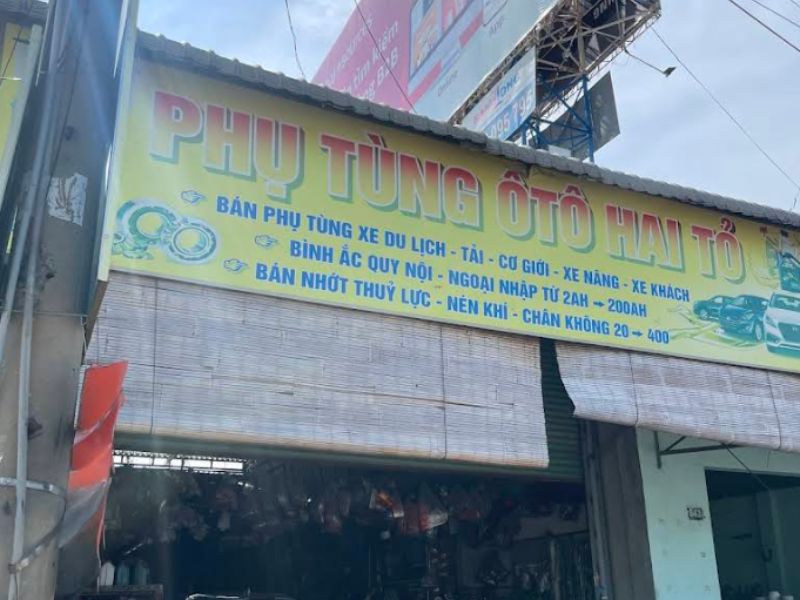 PHỤ TÙNG ÔTÔ HAI TỎ
BÁN PHỤ TÙNG XE DU LỊCH - TẢI - CƠ GIỚI - XE NÂNG - XE KHÁCH
BÌNH ẮC QUY NỘI - NGOẠI NHẬP TỪ 2AH ➡ 200AH
BÁN NHỚT THUỶ LỰC - NÉN KHÍ - CHÂN KHÔNG 20 ➡ 400